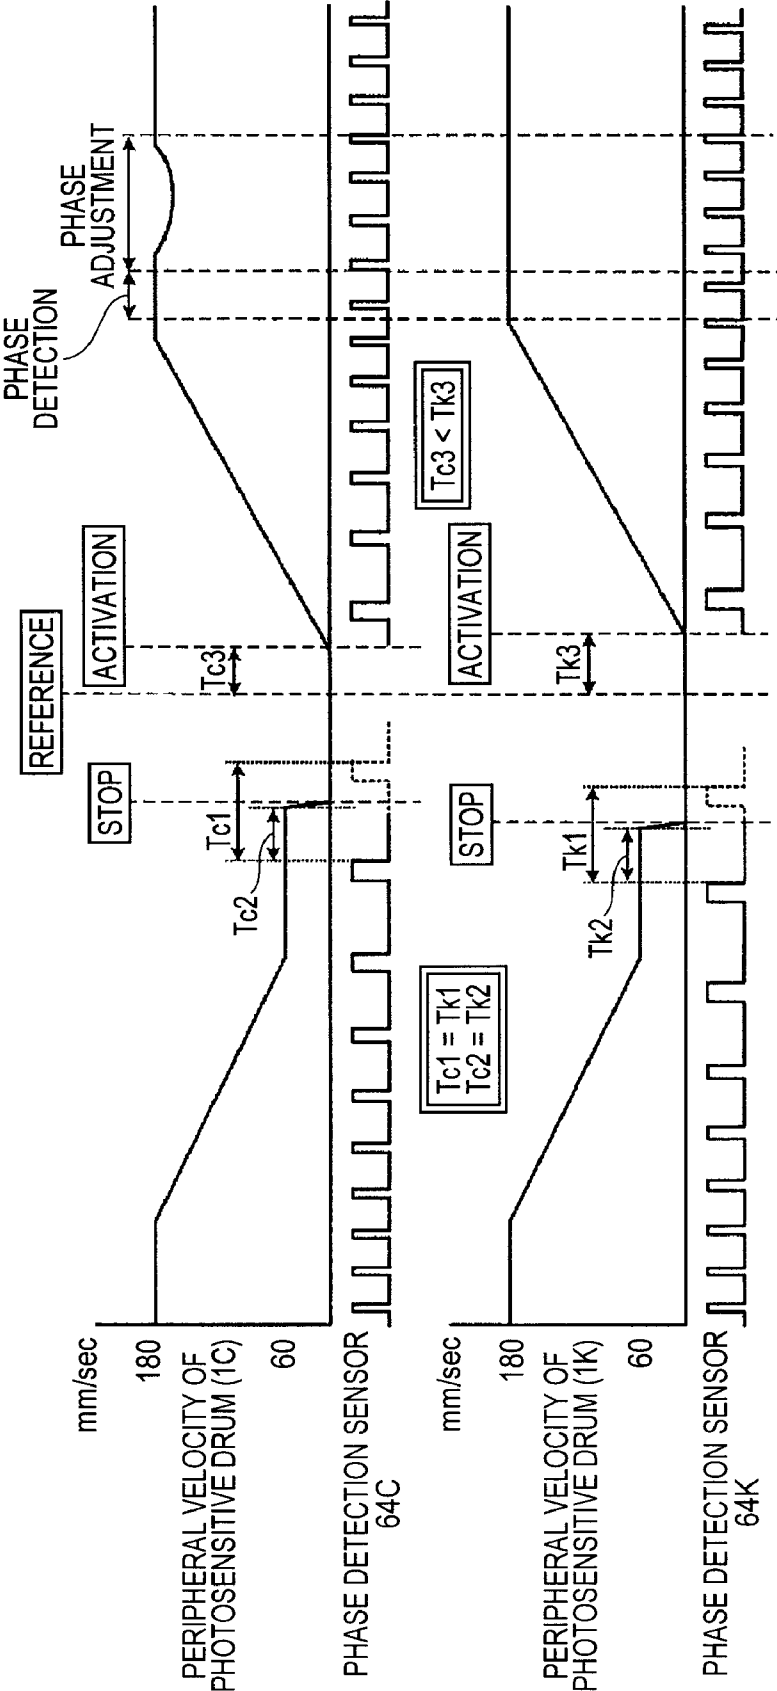 mm/sec
180
60
PERIPHERAL VELOCITY OF
PHOTOSENSITIVE DRUM (1C)
PHASE DETECTION SENSOR
64C
STOP
REFERENCE
ACTIVATION
PHASE
DETECTION
PHASE
ADJUSTMENT
Tc1
Tc2
Tc3
Tc1 = Tk1
Tc2 = Tk2
Tc3 < Tk3
mm/sec
180
60
PERIPHERAL VELOCITY OF
PHOTOSENSITIVE DRUM (1K)
PHASE DETECTION SENSOR
64K
STOP
ACTIVATION
Tk1
Tk2
Tk3